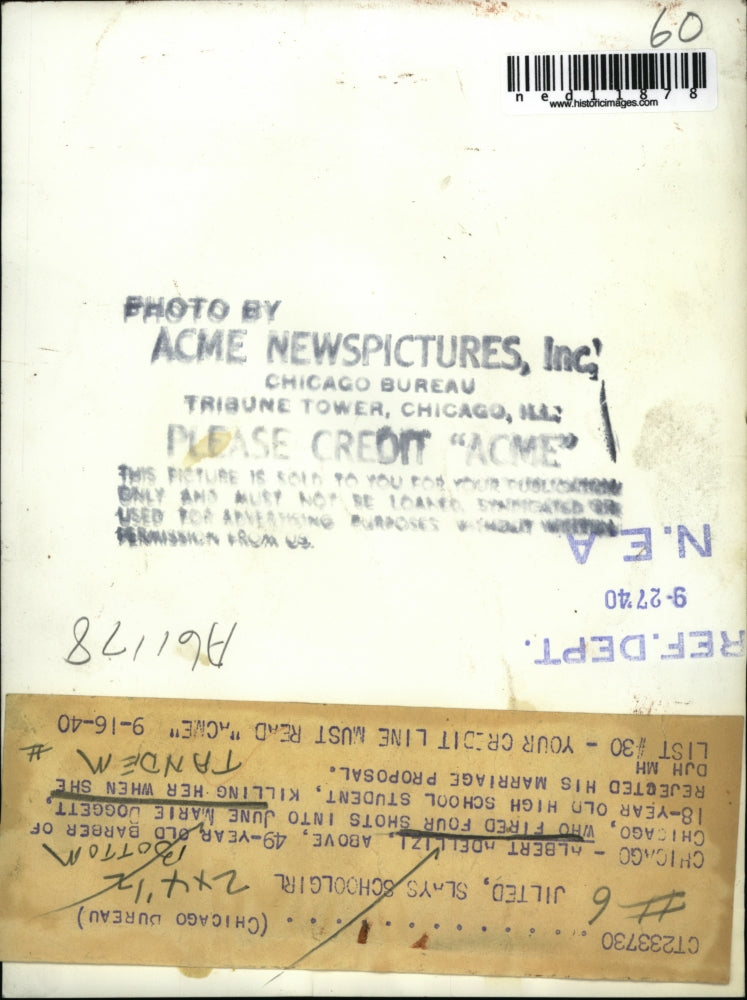 60
ned11878
www.historicimages.com
PHOTO BY
ACME NEWSPICTURES, Inc.
CHICAGO BUREAU
TRIBUNE TOWER, CHICAGO, ILL.
PLEASE CREDIT "ACME"
THIS PICTURE IS SOLD TO YOU FOR YOUR PUBLICATION
ONLY AND MUST NOT BE LOANED, SYNDICATED OR
USED FOR ADVERTISING PURPOSES WITHOUT WRITTEN
PERMISSION FROM US.
N.E.A
9-27 40
REF. DEPT.
A61178
CT233730 . . . . . . . . . . . . . . . (CHICAGO BUREAU)
# 6
JILTED, SLAYS SCHOOLGIRL
2 x 4 1/2
BOTTOM
CHICAGO - ALBERT ADELLIZI, ABOVE, 49-YEAR OLD BARBER OF
CHICAGO, WHO FIRED FOUR SHOTS INTO JUNE MARIE DOGGETT,
18-YEAR OLD HIGH SCHOOL STUDENT, KILLING HER WHEN SHE
REJECTED HIS MARRIAGE PROPOSAL.
DJH MH
TANDEM
#
LIST #30 - YOUR CREDIT LINE MUST READ "ACME" 9-16-40